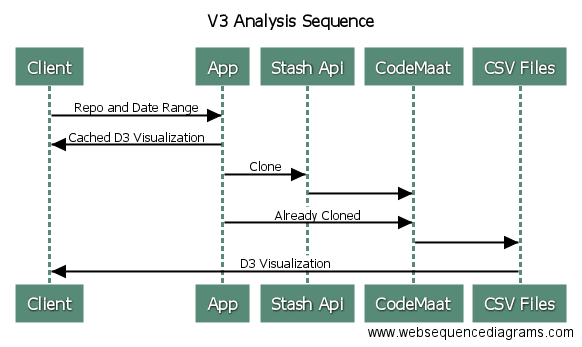 V3 Analysis Sequence
Client App Stash Api CodeMaat CSV Files
Repo and Date Range
Cached D3 Visualization
Clone
Already Cloned
D3 Visualization
Client App Stash Api CodeMaat CSV Files
www.websequencediagrams.com